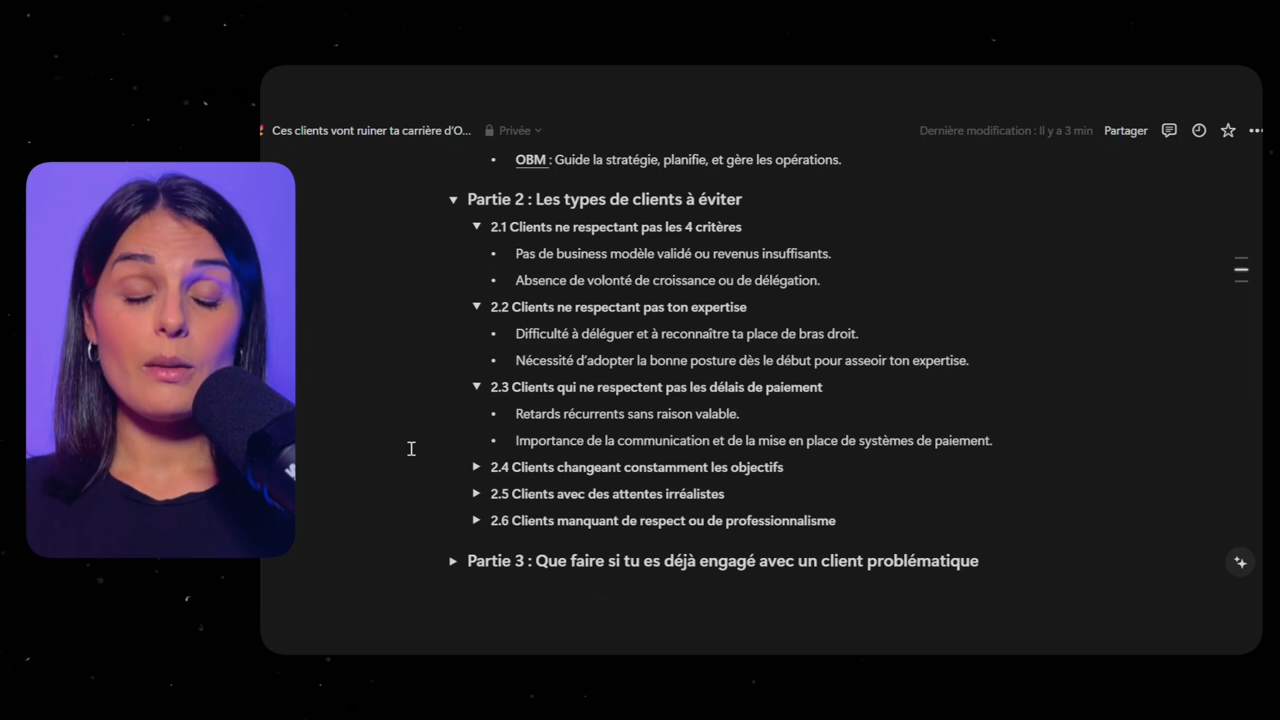 Ces clients vont ruiner ta carrière d'O...
Privée
Dernière modification : Il y a 3 min
Partager
• OBM : Guide la stratégie, planifie, et gère les opérations.
Partie 2 : Les types de clients à éviter
2.1 Clients ne respectant pas les 4 critères
• Pas de business modèle validé ou revenus insuffisants.
• Absence de volonté de croissance ou de délégation.
2.2 Clients ne respectant pas ton expertise
• Difficulté à déléguer et à reconnaître ta place de bras droit.
• Nécessité d'adopter la bonne posture dès le début pour asseoir ton expertise.
2.3 Clients qui ne respectent pas les délais de paiement
• Retards récurrents sans raison valable.
• Importance de la communication et de la mise en place de systèmes de paiement.
2.4 Clients changeant constamment les objectifs
2.5 Clients avec des attentes irréalistes
2.6 Clients manquant de respect ou de professionnalisme
Partie 3 : Que faire si tu es déjà engagé avec un client problématique